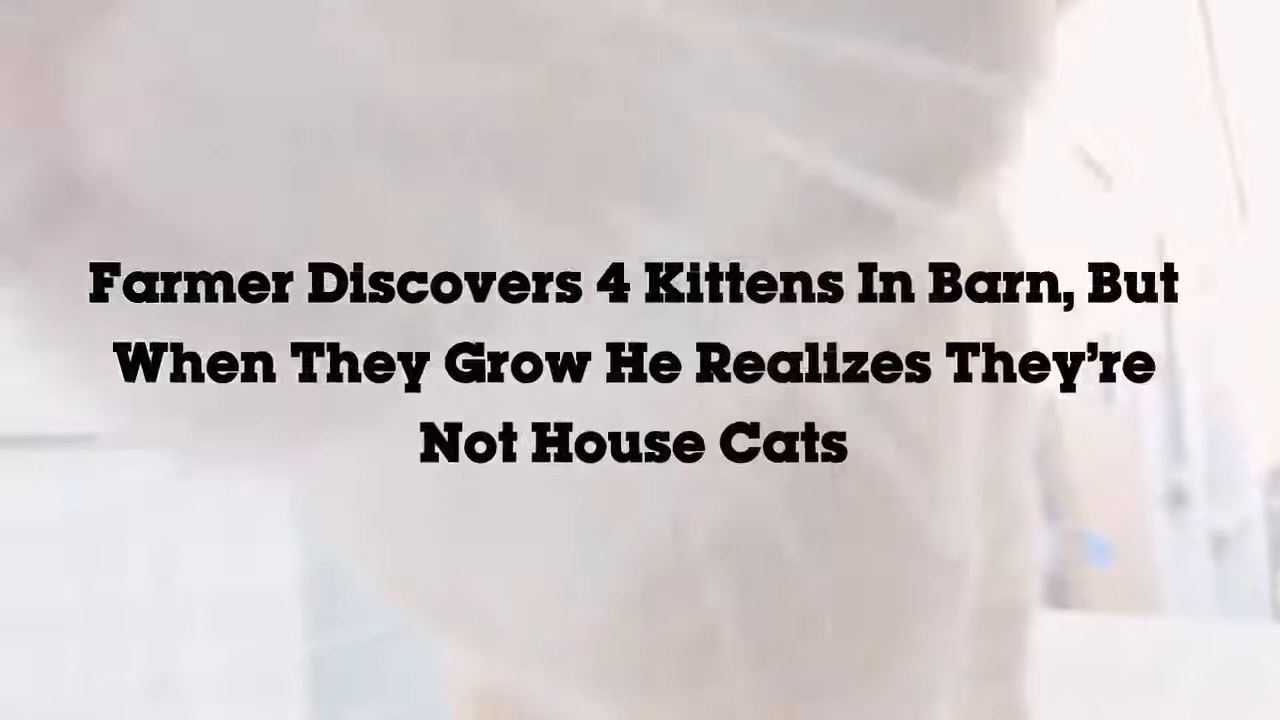 Farmer Discovers 4 Kittens In Barn, But
When They Grow He Realizes They’re
Not House Cats